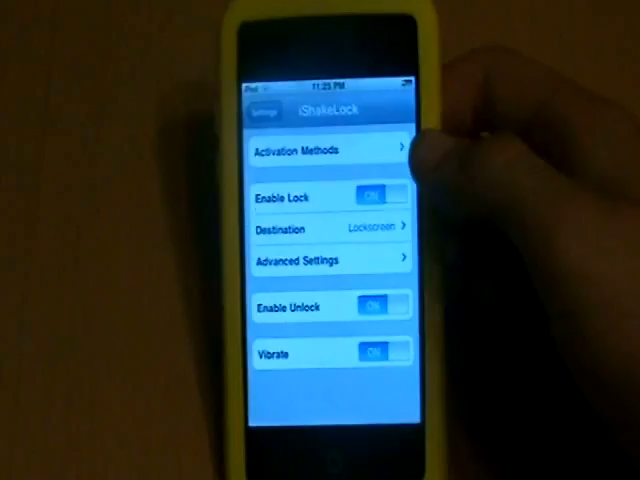 iPod 11:25 PM
Settings iShakeLock
Activation Methods
Enable Lock ON
Destination Lockscreen
Advanced Settings
Enable Unlock ON
Vibrate ON